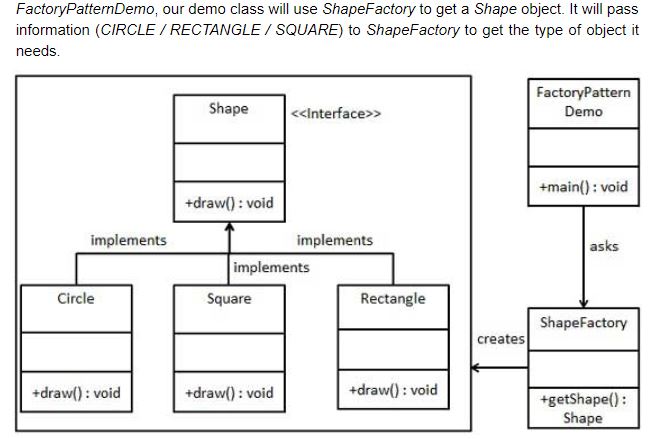 FactoryPatternDemo, our demo class will use ShapeFactory to get a Shape object. It will pass
information (CIRCLE / RECTANGLE / SQUARE) to ShapeFactory to get the type of object it
needs.
Shape
<<Interface>>
+draw() : void
FactoryPattern
Demo
+main() : void
implements
implements
implements
asks
Circle
+draw() : void
Square
+draw() : void
Rectangle
+draw() : void
creates
ShapeFactory
+getShape() :
Shape